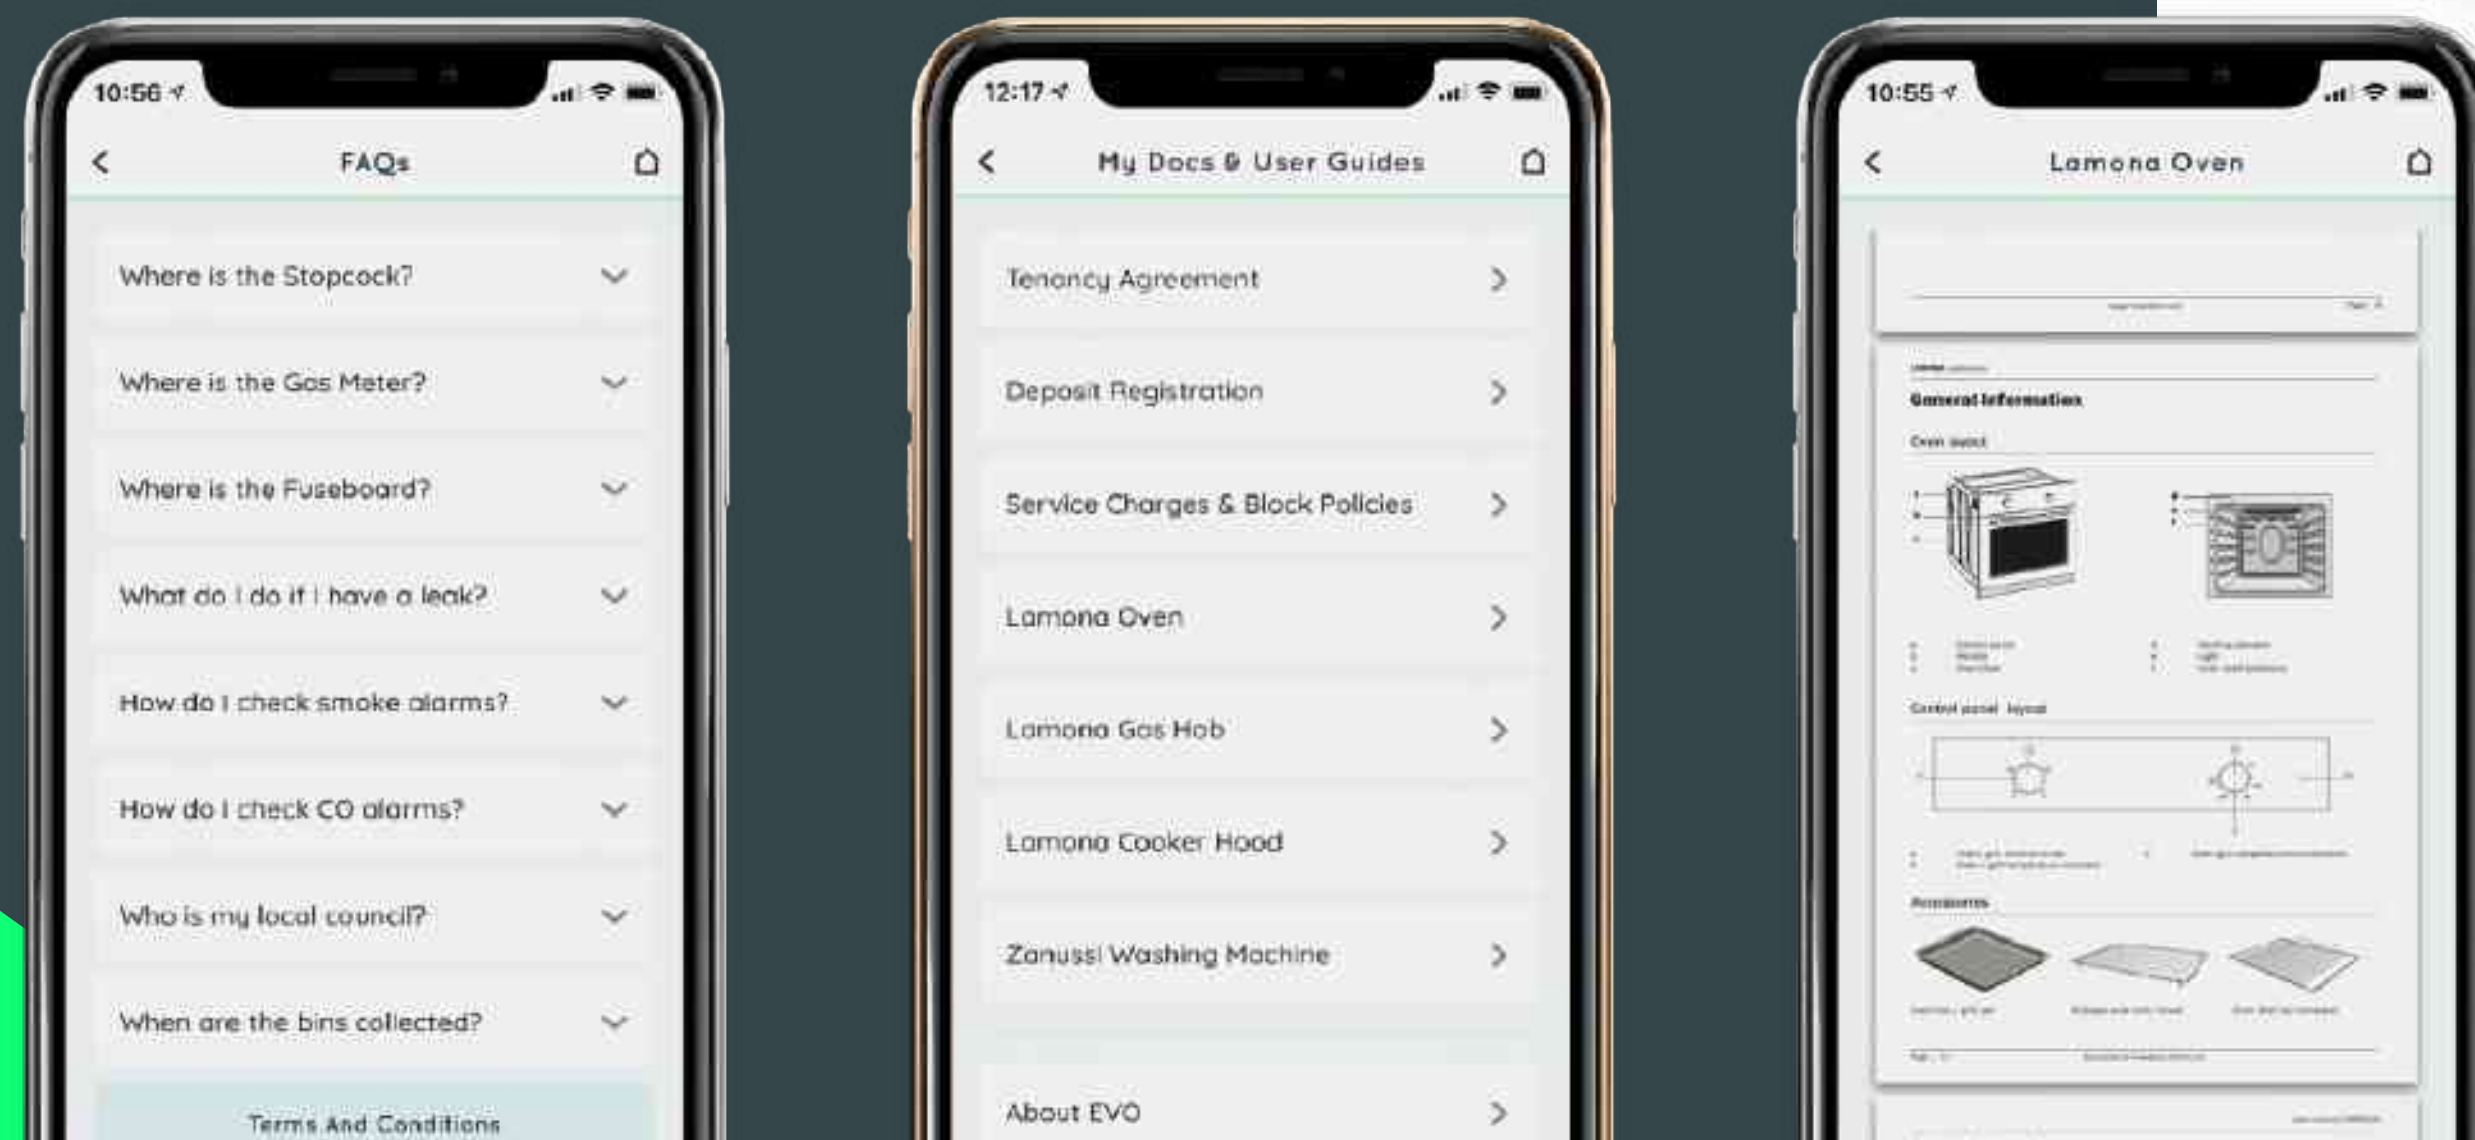 10:56
FAQs
Where is the Stopcock?
Where is the Gas Meter?
Where is the Fuseboard?
What do I do if I have a leak?
How do I check smoke alarms?
How do I check CO alarms?
Who is my local council?
When are the bins collected?
Terms And Conditions
12:17
My Docs & User Guides
Tenancy Agreement
Deposit Registration
Service Charges & Block Policies
Lamona Oven
Lamona Gas Hob
Lamona Cooker Hood
Zanussi Washing Machine
About EVO
10:55
Lamona Oven
General Information
Control panel layout
Accessories